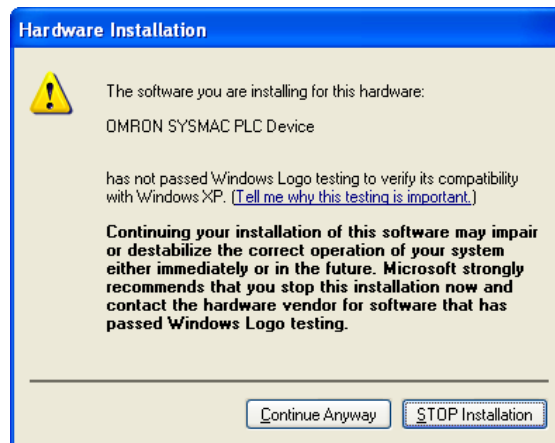 Hardware Installation
The software you are installing for this hardware:
OMRON SYSMAC PLC Device
has not passed Windows Logo testing to verify its compatibility
with Windows XP. (Tell me why this testing is important.)
Continuing your installation of this software may impair
or destabilize the correct operation of your system
either immediately or in the future. Microsoft strongly
recommends that you stop this installation now and
contact the hardware vendor for software that has
passed Windows Logo testing.
Continue Anyway
STOP Installation